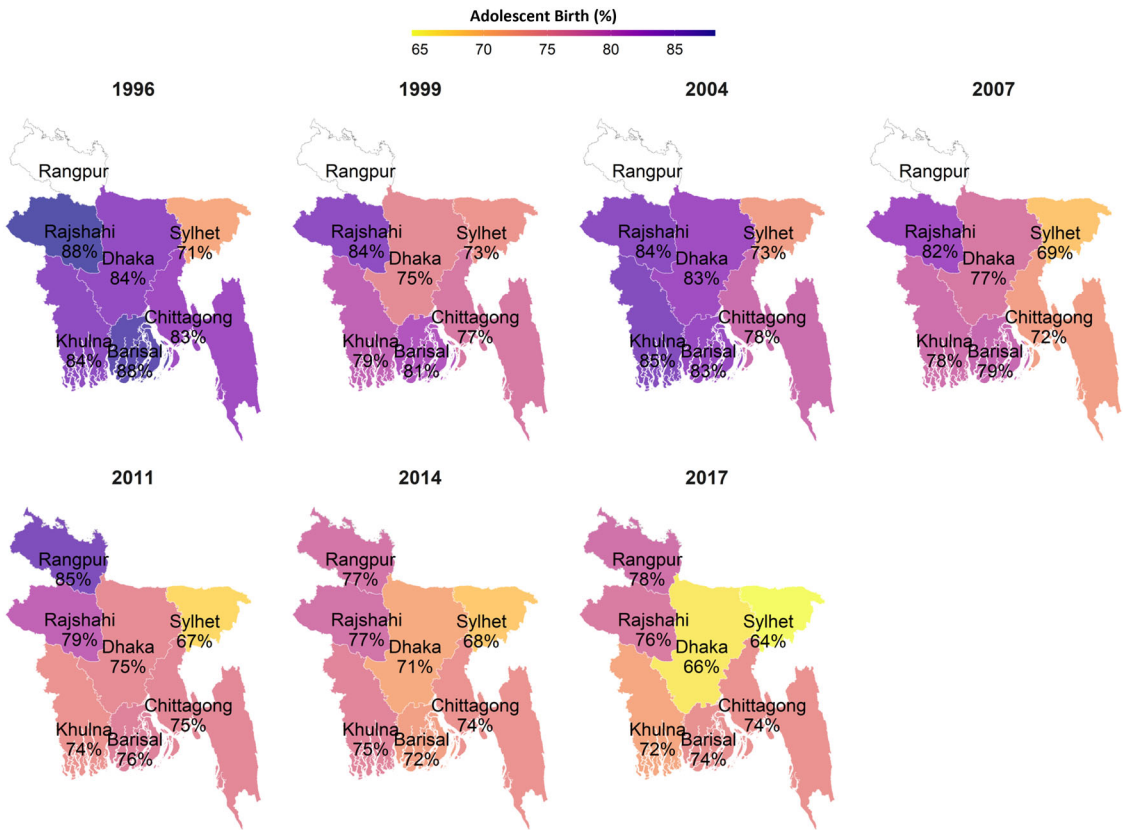 Adolescent Birth (%)
65 70 75 80 85
1996 1999 2004 2007
Rangpur
Rajshahi
88%
Dhaka
84%
Sylhet
71%
Khulna
84%
Barisal
88%
83%
Rangpur
Rajshahi
84%
Dhaka
75%
Sylhet
73%
Khulna
79%
Barisal
81%
Chittagong
77%
Rangpur
Rajshahi
84%
Dhaka
83%
Sylhet
73%
Khulna
85%
Barisal
83%
Chittagong
78%
Rangpur
Rajshahi
82%
Dhaka
77%
Sylhet
69%
Khulna
78%
Barisal
79%
Chittagong
72%
2011 2014 2017
Rangpur
85%
Rajshahi
79%
Dhaka
75%
Sylhet
67%
Khulna
74%
Barisal
76%
Chittagong
75%
Rangpur
77%
Rajshahi
77%
Dhaka
71%
Sylhet
68%
Khulna
75%
Barisal
72%
Chittagong
74%
Rangpur
78%
Rajshahi
76%
Dhaka
66%
Sylhet
64%
Khulna
72%
Barisal
74%
Chittagong
74%